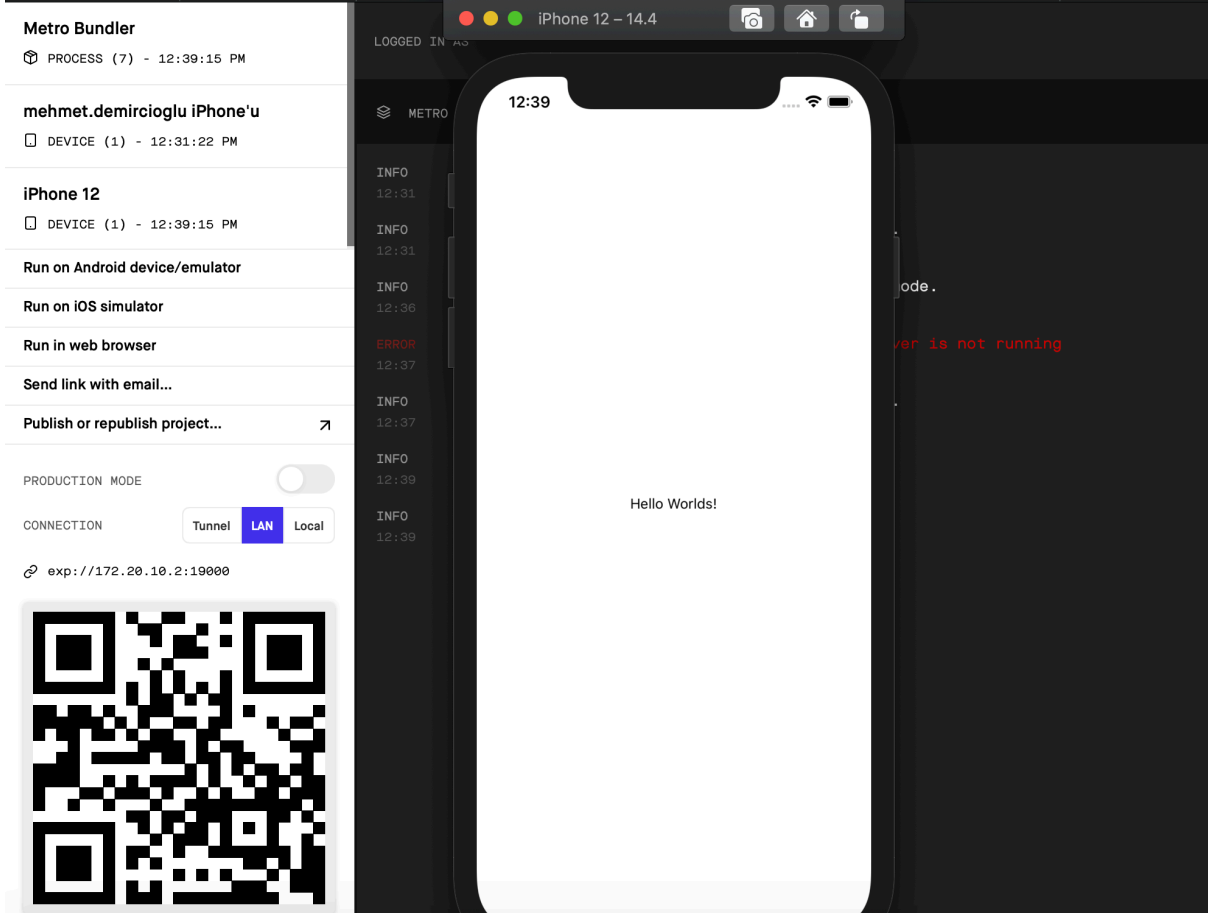 Metro Bundler
PROCESS (7) - 12:39:15 PM
mehmet.demircioglu iPhone'u
DEVICE (1) - 12:31:22 PM
iPhone 12
DEVICE (1) - 12:39:15 PM
Run on Android device/emulator
Run on iOS simulator
Run in web browser
Send link with email...
Publish or republish project...
PRODUCTION MODE
CONNECTION
Tunnel LAN Local
exp://172.20.10.2:19000
LOGGED IN AS
METRO
INFO
12:31
INFO
12:31
INFO
ode.
12:36
ERROR
ver is not running
12:37
INFO
12:37
INFO
12:39
INFO
12:39
iPhone 12 – 14.4
12:39
Hello Worlds!